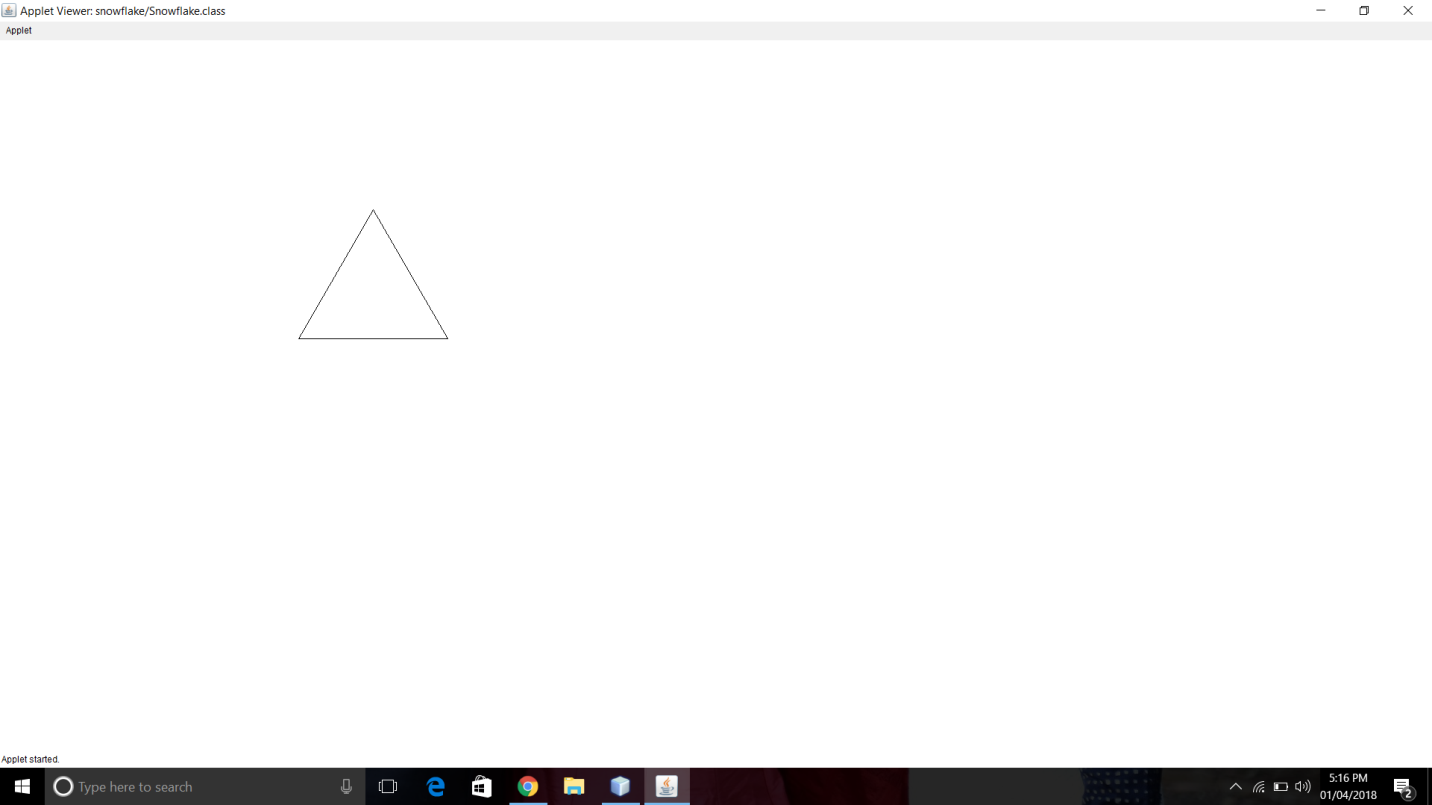 Applet Viewer: snowflake/Snowflake.class
Applet
Applet started.
Type here to search
5:16 PM
01/04/2018
2